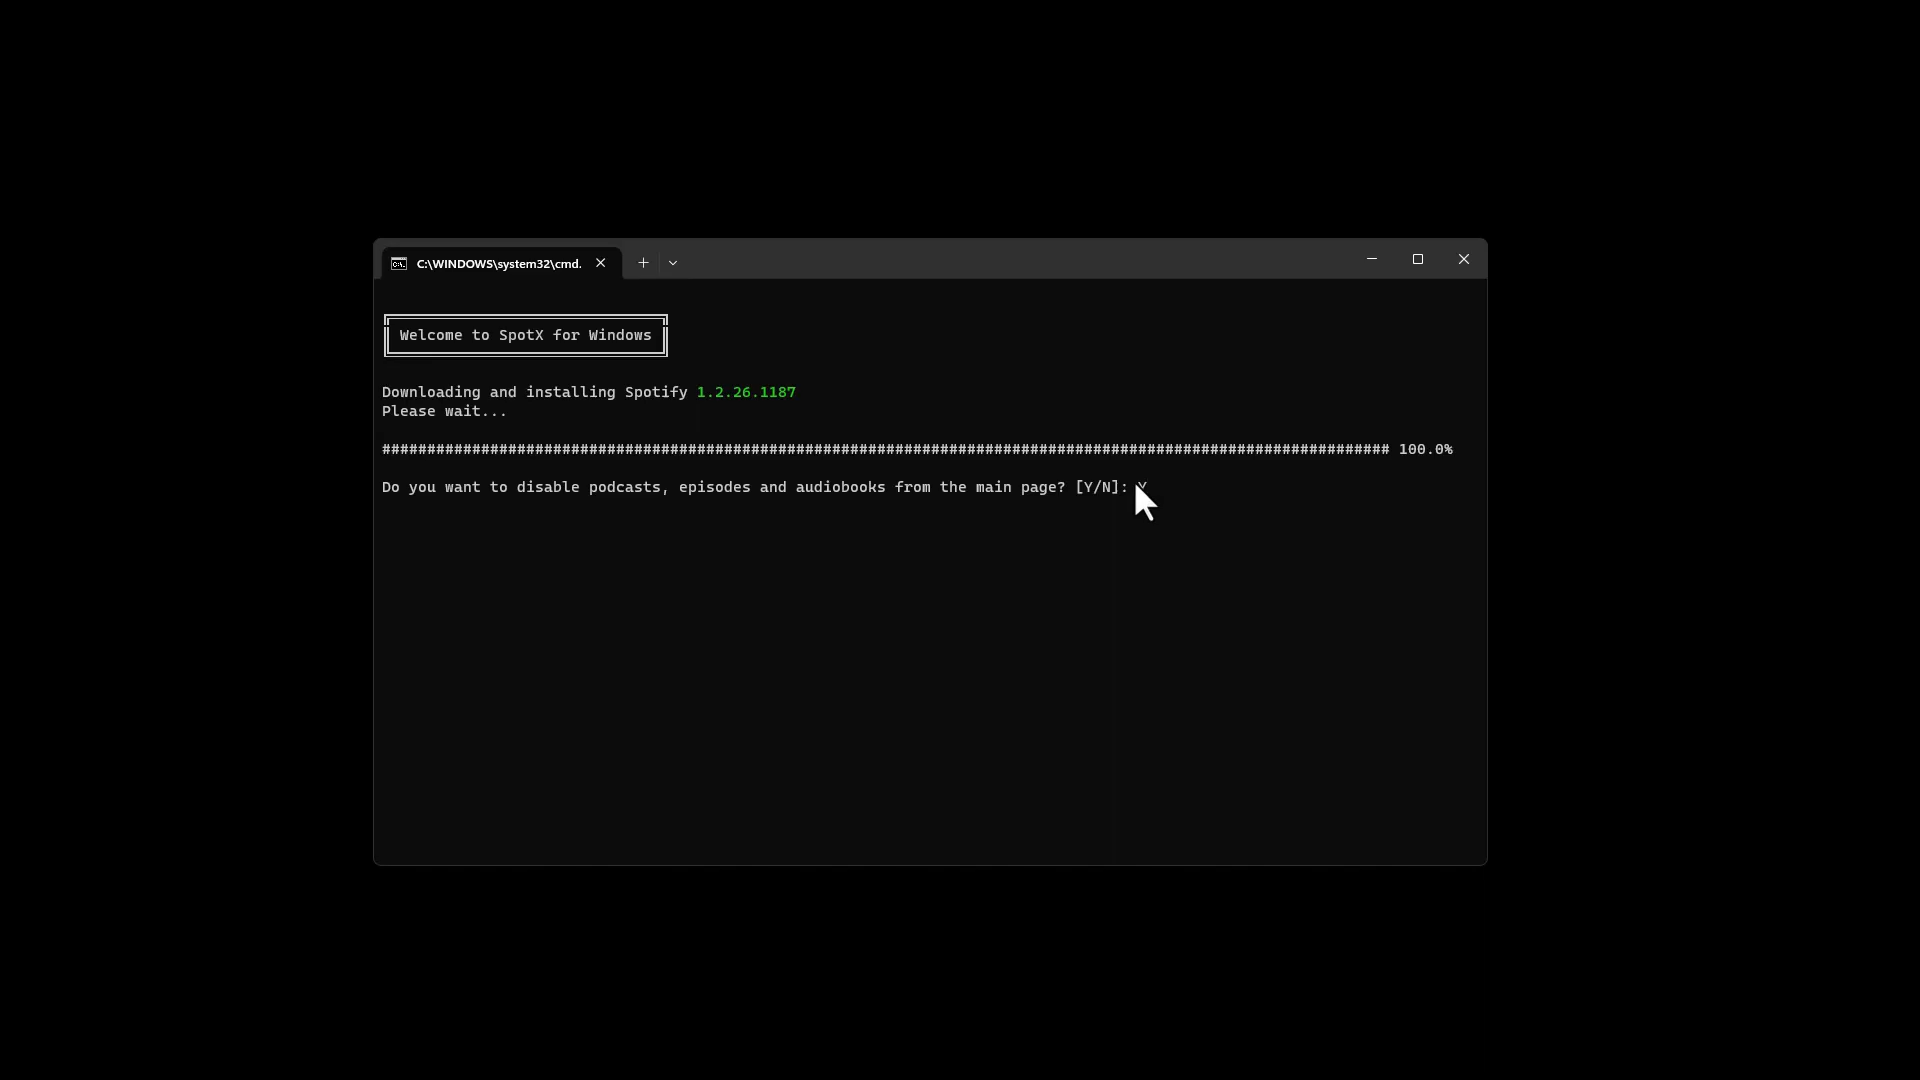 C:\WINDOWS\system32\cmd.
Welcome to SpotX for Windows
Downloading and installing Spotify 1.2.26.1187
Please wait...
################################################################################################################ 100.0%
Do you want to disable podcasts, episodes and audiobooks from the main page? [Y/N]: Y